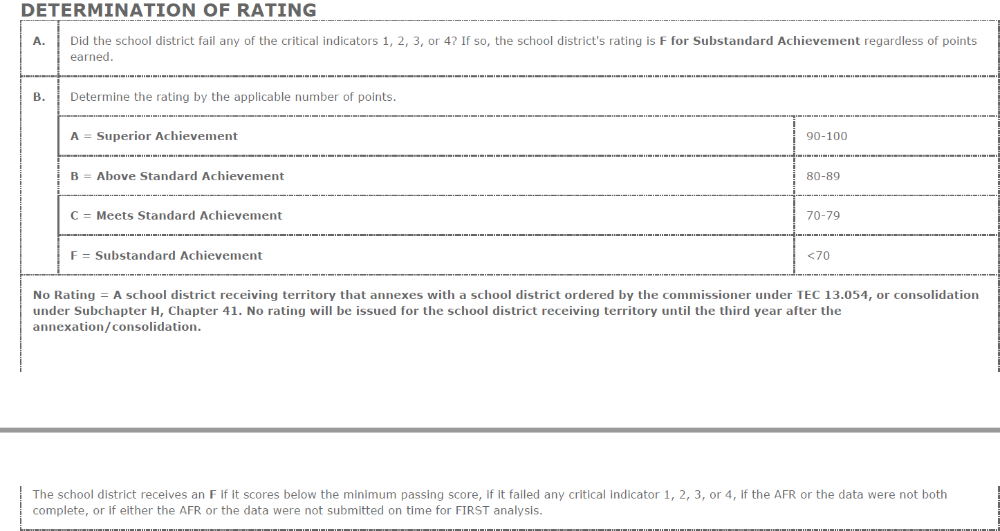 DETERMINATION OF RATING
A. Did the school district fail any of the critical indicators 1, 2, 3, or 4? If so, the school district's rating is F for Substandard Achievement regardless of points
earned.
B. Determine the rating by the applicable number of points.
A = Superior Achievement 90-100
B = Above Standard Achievement 80-89
C = Meets Standard Achievement 70-79
F = Substandard Achievement <70
No Rating = A school district receiving territory that annexes with a school district ordered by the commissioner under TEC 13.054, or consolidation
under Subchapter H, Chapter 41. No rating will be issued for the school district receiving territory until the third year after the
annexation/consolidation.
The school district receives an F if it scores below the minimum passing score, if it failed any critical indicator 1, 2, 3, or 4, if the AFR or the data were not both
complete, or if either the AFR or the data were not submitted on time for FIRST analysis.